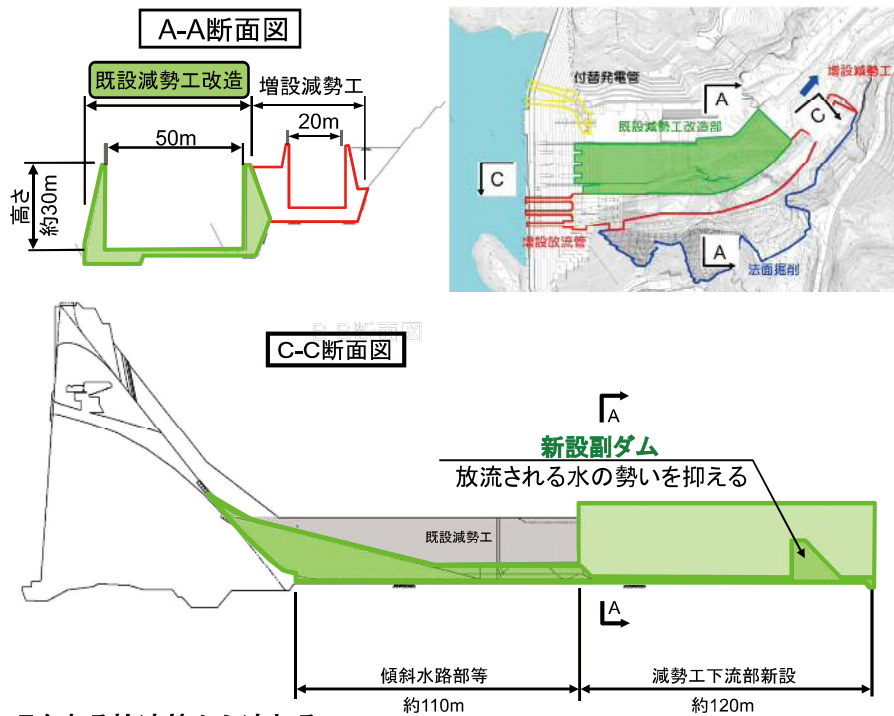 A-A断面図
既設減勢工改造
増設減勢工
50m
20m
高さ
約30m
付替発電管
A
増設減勢工
C
既設減勢工改造部
C
増設放流管
A
法面掘削
C-C断面図
A
新設副ダム
放流される水の勢いを抑える
既設減勢工
A
傾斜水路部等
減勢工下流部新設
約110m
約120m